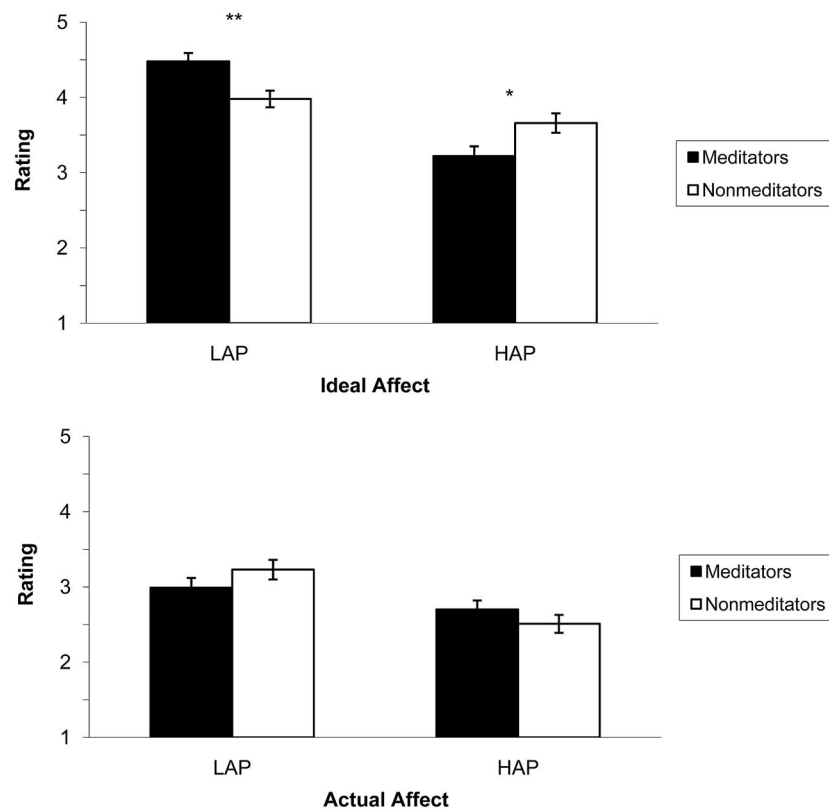 5
4
3
2
1
Rating
**
*
LAP
HAP
Ideal Affect
Meditators
Nonmeditators
5
4
3
2
1
Rating
LAP
HAP
Actual Affect
Meditators
Nonmeditators